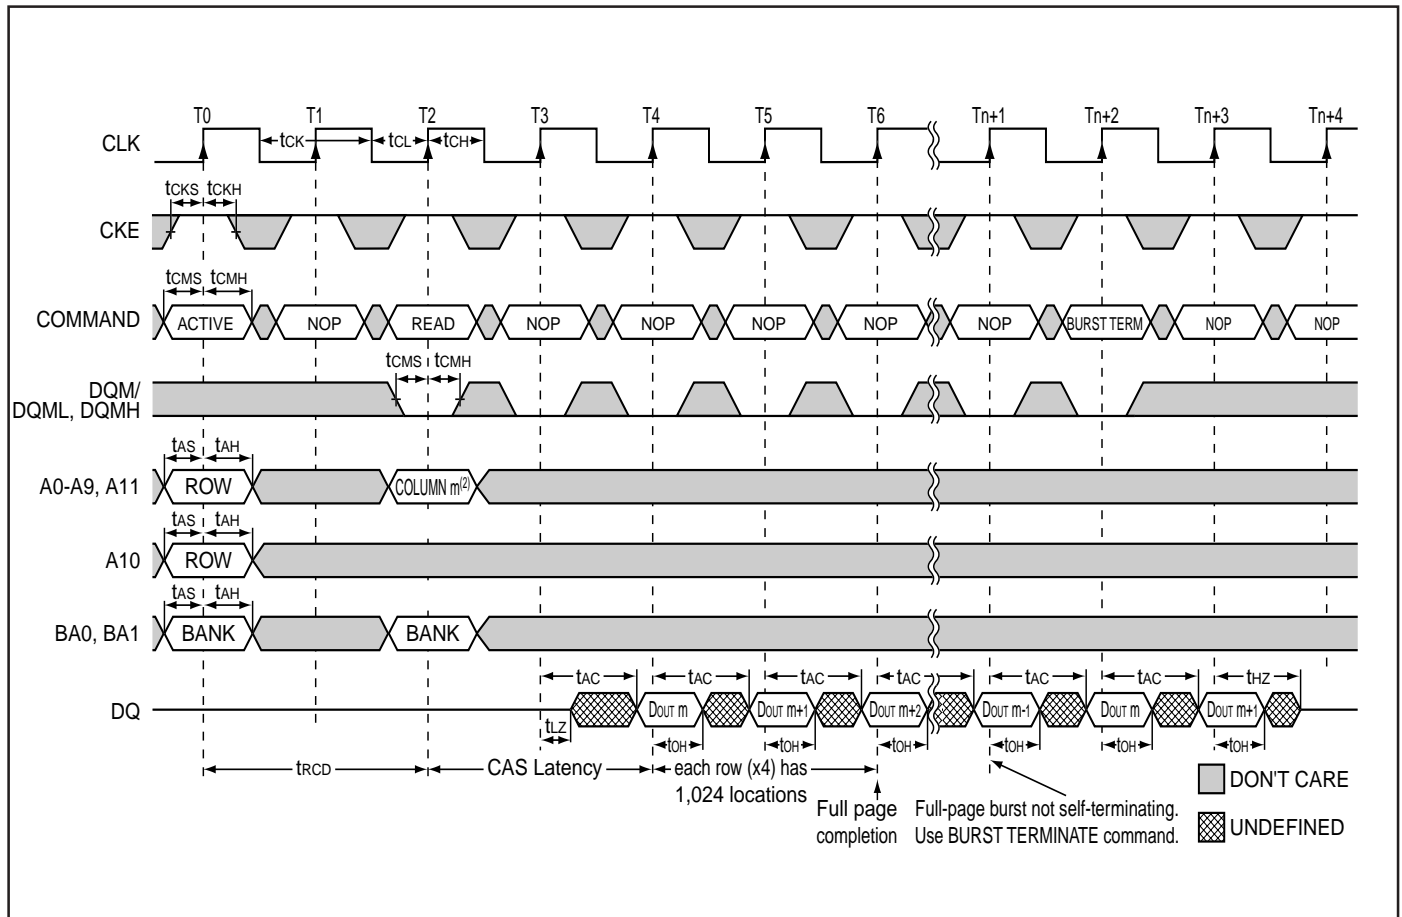 T0 T1 T2 T3 T4 T5 T6 Tn+1 Tn+2 Tn+3 Tn+4
CLK tCK tCL tCH
tCKS tCKH
CKE
tCMS tCMH
COMMAND ACTIVE NOP READ NOP NOP NOP NOP NOP BURST TERM NOP NOP
tCMS tCMH
DQM/
DQML, DQMH
tAS tAH
A0-A9, A11 ROW COLUMN m(2)
tAS tAH
A10 ROW
tAS tAH
BA0, BA1 BANK BANK
tAC tAC tAC tAC tAC tAC tHZ
DQ DOUT m DOUT m+1 DOUT m+2 DOUT m-1 DOUT m DOUT m+1
tLZ tOH tOH tOH tOH tOH tOH
tRCD CAS Latency each row (x4) has
1,024 locations
Full page
completion
Full-page burst not self-terminating.
Use BURST TERMINATE command.
DON'T CARE
UNDEFINED